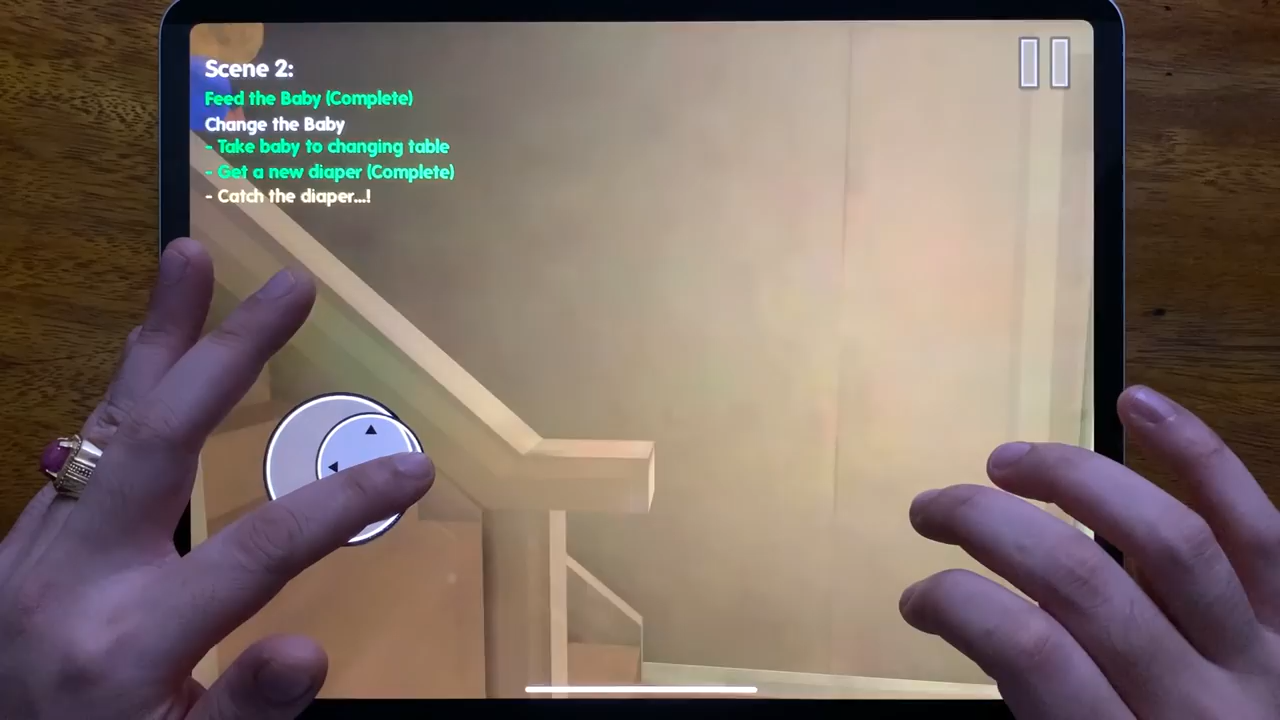 Scene 2:
Feed the Baby (Complete)
Change the Baby
- Take baby to changing table
- Get a new diaper (Complete)
- Catch the diaper...!